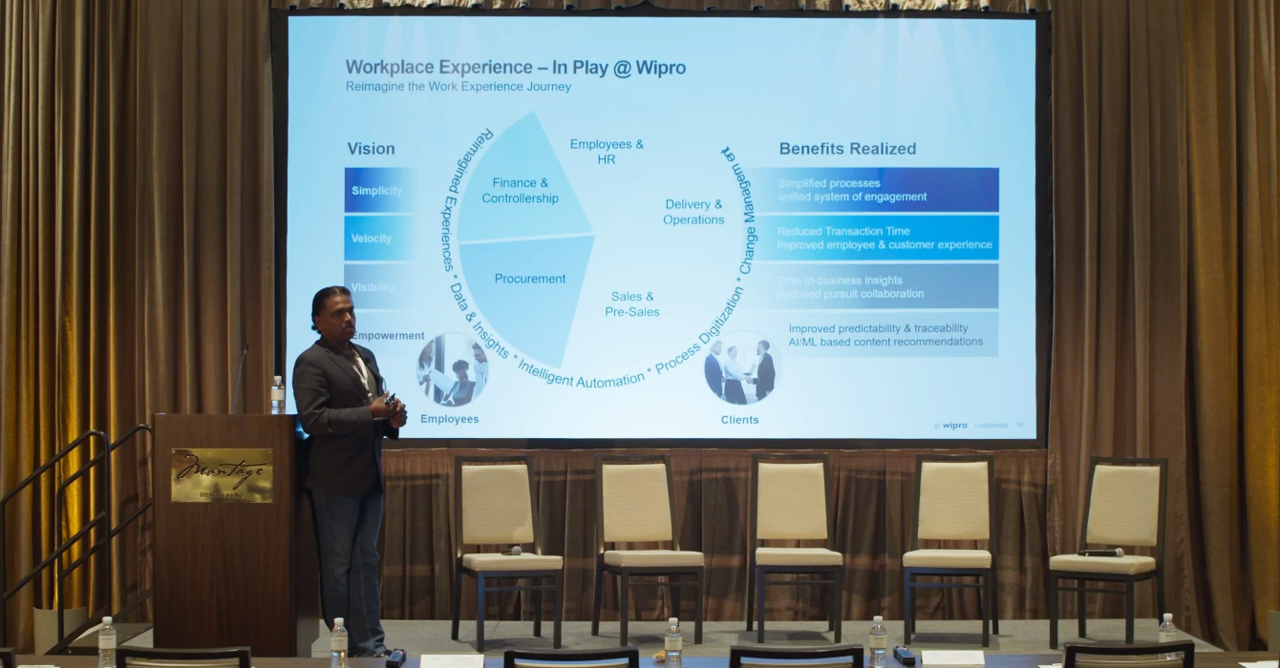 Workplace Experience – In Play @ Wipro
Reimagine the Work Experience Journey
Vision
Simplicity
Velocity
Visibility
Empowerment
Reimagined Experiences * Data & Insights * Intelligent Automation * Process Digitization * Change Management
Finance &
Controllership
Employees &
HR
Delivery &
Operations
Procurement
Sales &
Pre-Sales
Employees
Clients
Benefits Realized
Simplified processes
unified system of engagement
Reduced Transaction Time
Improved employee & customer experience
Time-to-business Insights
Reduced pursuit collaboration
Improved predictability & traceability
AI/ML based content recommendations
wipro confidential 12
Montage